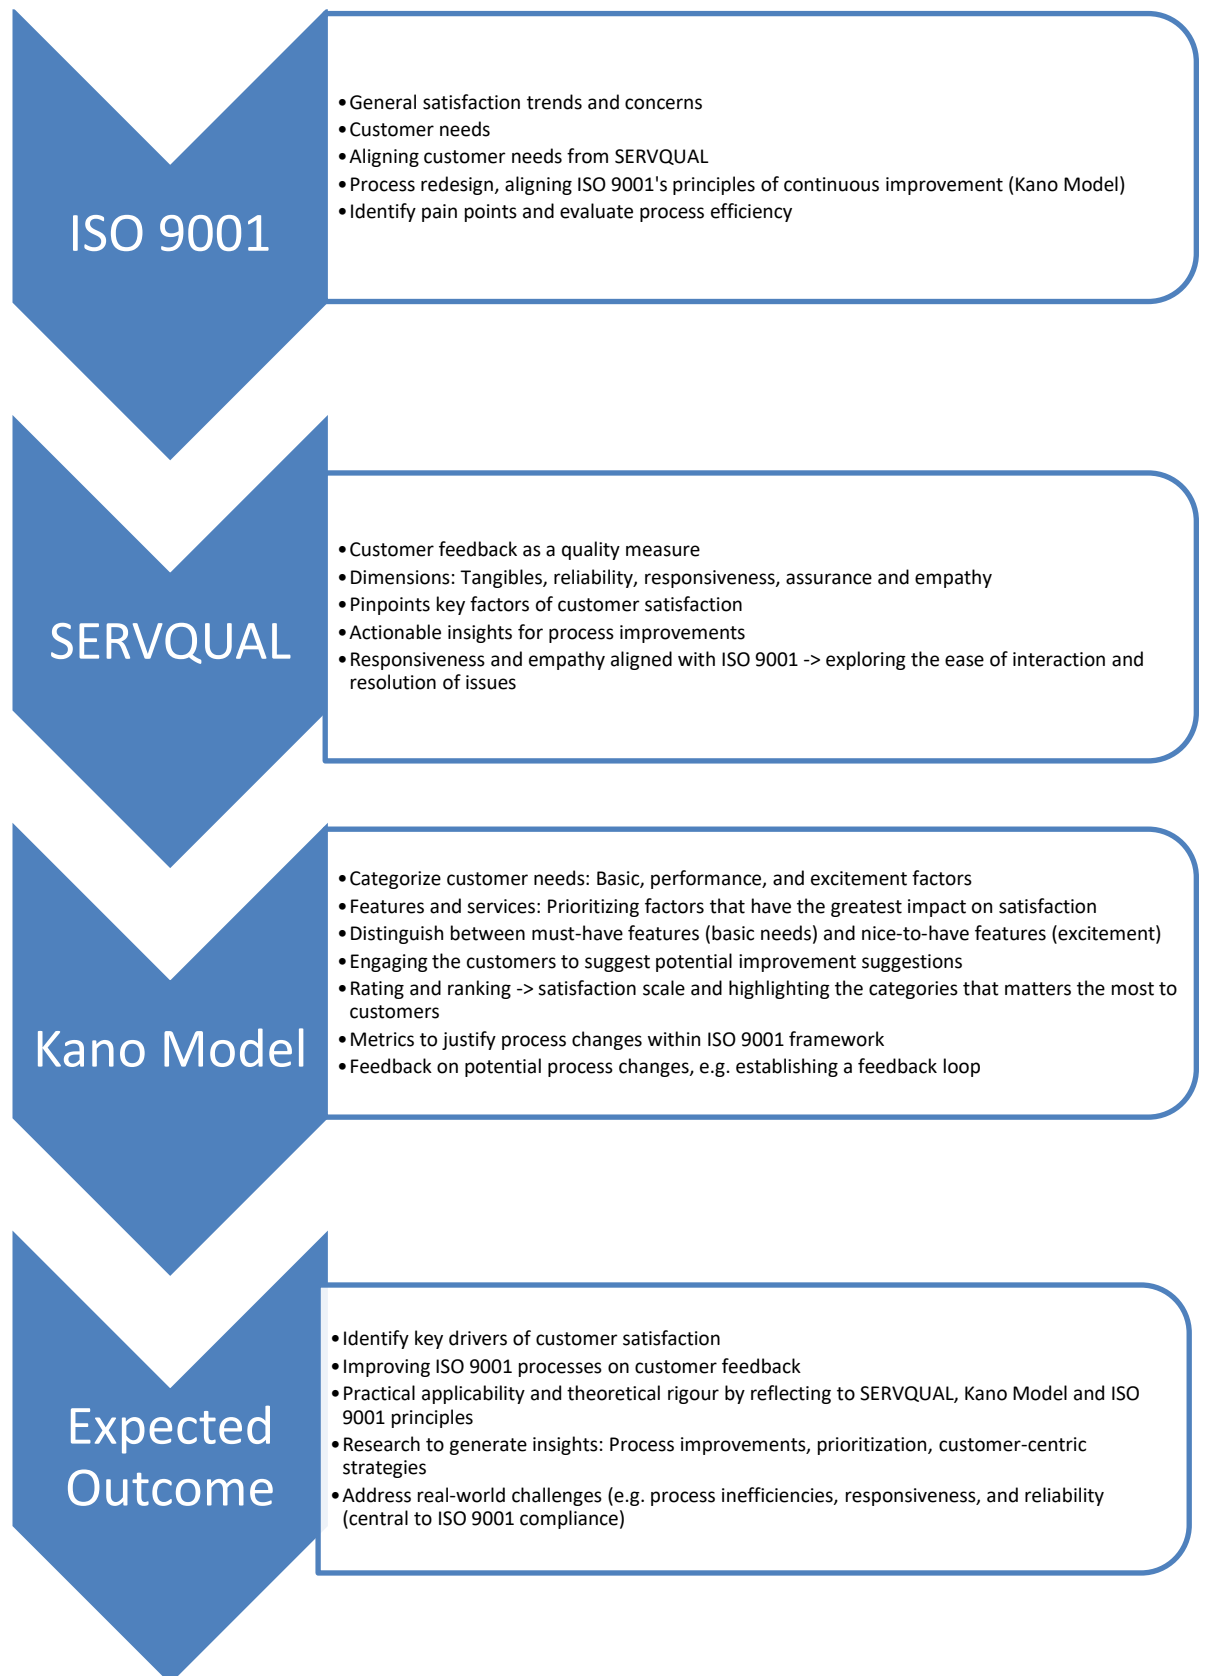 ISO 9001
•General satisfaction trends and concerns
•Customer needs
•Aligning customer needs from SERVQUAL
•Process redesign, aligning ISO 9001's principles of continuous improvement (Kano Model)
•Identify pain points and evaluate process efficiency
SERVQUAL
•Customer feedback as a quality measure
•Dimensions: Tangibles, reliability, responsiveness, assurance and empathy
•Pinpoints key factors of customer satisfaction
•Actionable insights for process improvements
•Responsiveness and empathy aligned with ISO 9001 -> exploring the ease of interaction and
resolution of issues
Kano Model
•Categorize customer needs: Basic, performance, and excitement factors
•Features and services: Prioritizing factors that have the greatest impact on satisfaction
•Distinguish between must-have features (basic needs) and nice-to-have features (excitement)
•Engaging the customers to suggest potential improvement suggestions
•Rating and ranking -> satisfaction scale and highlighting the categories that matters the most to
customers
•Metrics to justify process changes within ISO 9001 framework
•Feedback on potential process changes, e.g. establishing a feedback loop
Expected
Outcome
•Identify key drivers of customer satisfaction
•Improving ISO 9001 processes on customer feedback
•Practical applicability and theoretical rigour by reflecting to SERVQUAL, Kano Model and ISO
9001 principles
•Research to generate insights: Process improvements, prioritization, customer-centric
strategies
•Address real-world challenges (e.g. process inefficiencies, responsiveness, and reliability
(central to ISO 9001 compliance)